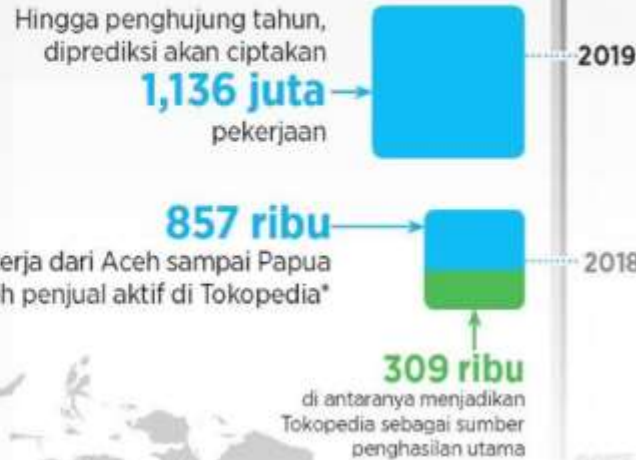 Hingga penghujung tahun,
diprediksi akan ciptakan
1,136 juta
pekerjaan
2019
857 ribu
dari Aceh sampai Papua
penjual aktif di Tokopedia*
2018
309 ribu
di antaranya menjadikan
Tokopedia sebagai sumber
penghasilan utama